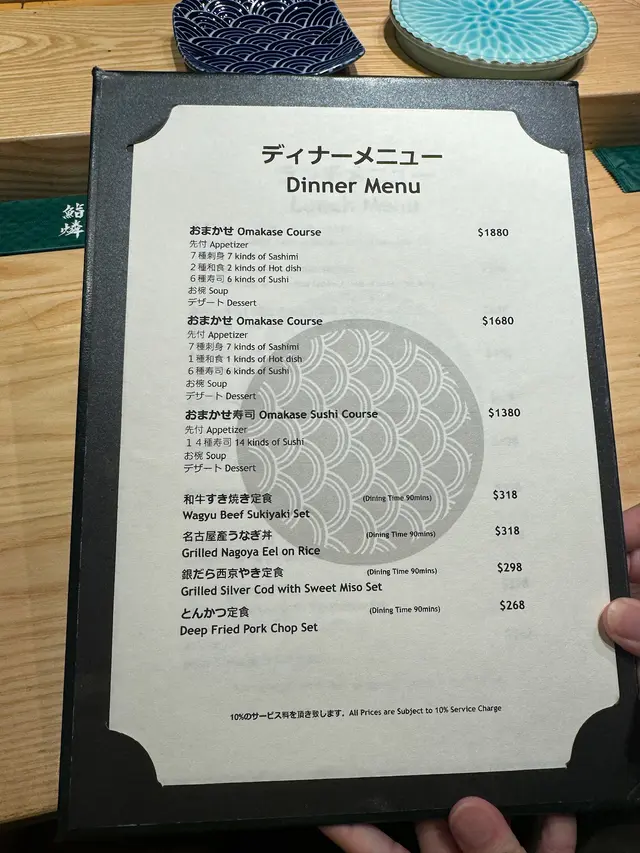 ディナーメニュー
Dinner Menu
おまかせ Omakase Course $1880
先付 Appetizer
7種刺身 7 kinds of Sashimi
2種和食 2 kinds of Hot dish
6種寿司 6 kinds of Sushi
お椀 Soup
デザート Dessert
おまかせ Omakase Course $1680
先付 Appetizer
7種刺身 7 kinds of Sashimi
1種和食 1 kinds of Hot dish
6種寿司 6 kinds of Sushi
お椀 Soup
デザート Dessert
おまかせ寿司 Omakase Sushi Course $1380
先付 Appetizer
14種寿司 14 kinds of Sushi
お椀 Soup
デザート Dessert
和牛すき焼き定食 (Dining Time 90mins) $318
Wagyu Beef Sukiyaki Set
名古屋產うなぎ丼 (Dining Time 90mins) $318
Grilled Nagoya Eel on Rice
銀だら西京やき定食 (Dining Time 90mins) $298
Grilled Silver Cod with Sweet Miso Set
とんかつ定食 (Dining Time 90mins) $268
Deep Fried Pork Chop Set
10%のサービス料を頂き致します。All Prices are Subject to 10% Service Charge
鮨燐